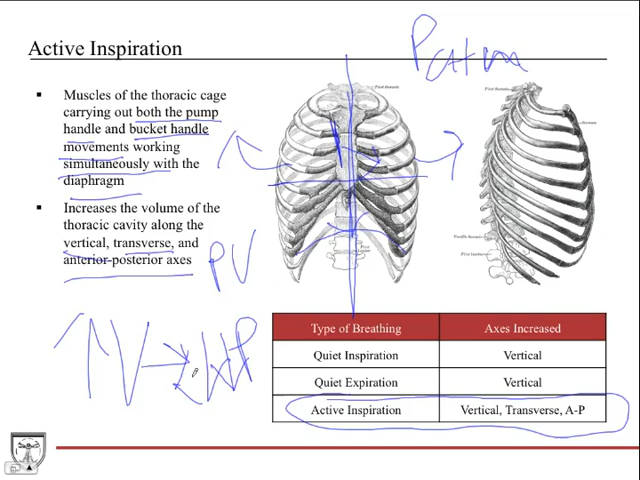 Active Inspiration
Patm
▪ Muscles of the thoracic cage
carrying out both the pump
handle and bucket handle
movements working
simultaneously with the
diaphragm
▪ Increases the volume of the
thoracic cavity along the
vertical, transverse, and
anterior-posterior axes
PV
↑V → ↓P
Type of Breathing Axes Increased
Quiet Inspiration Vertical
Quiet Expiration Vertical
Active Inspiration Vertical, Transverse, A-P